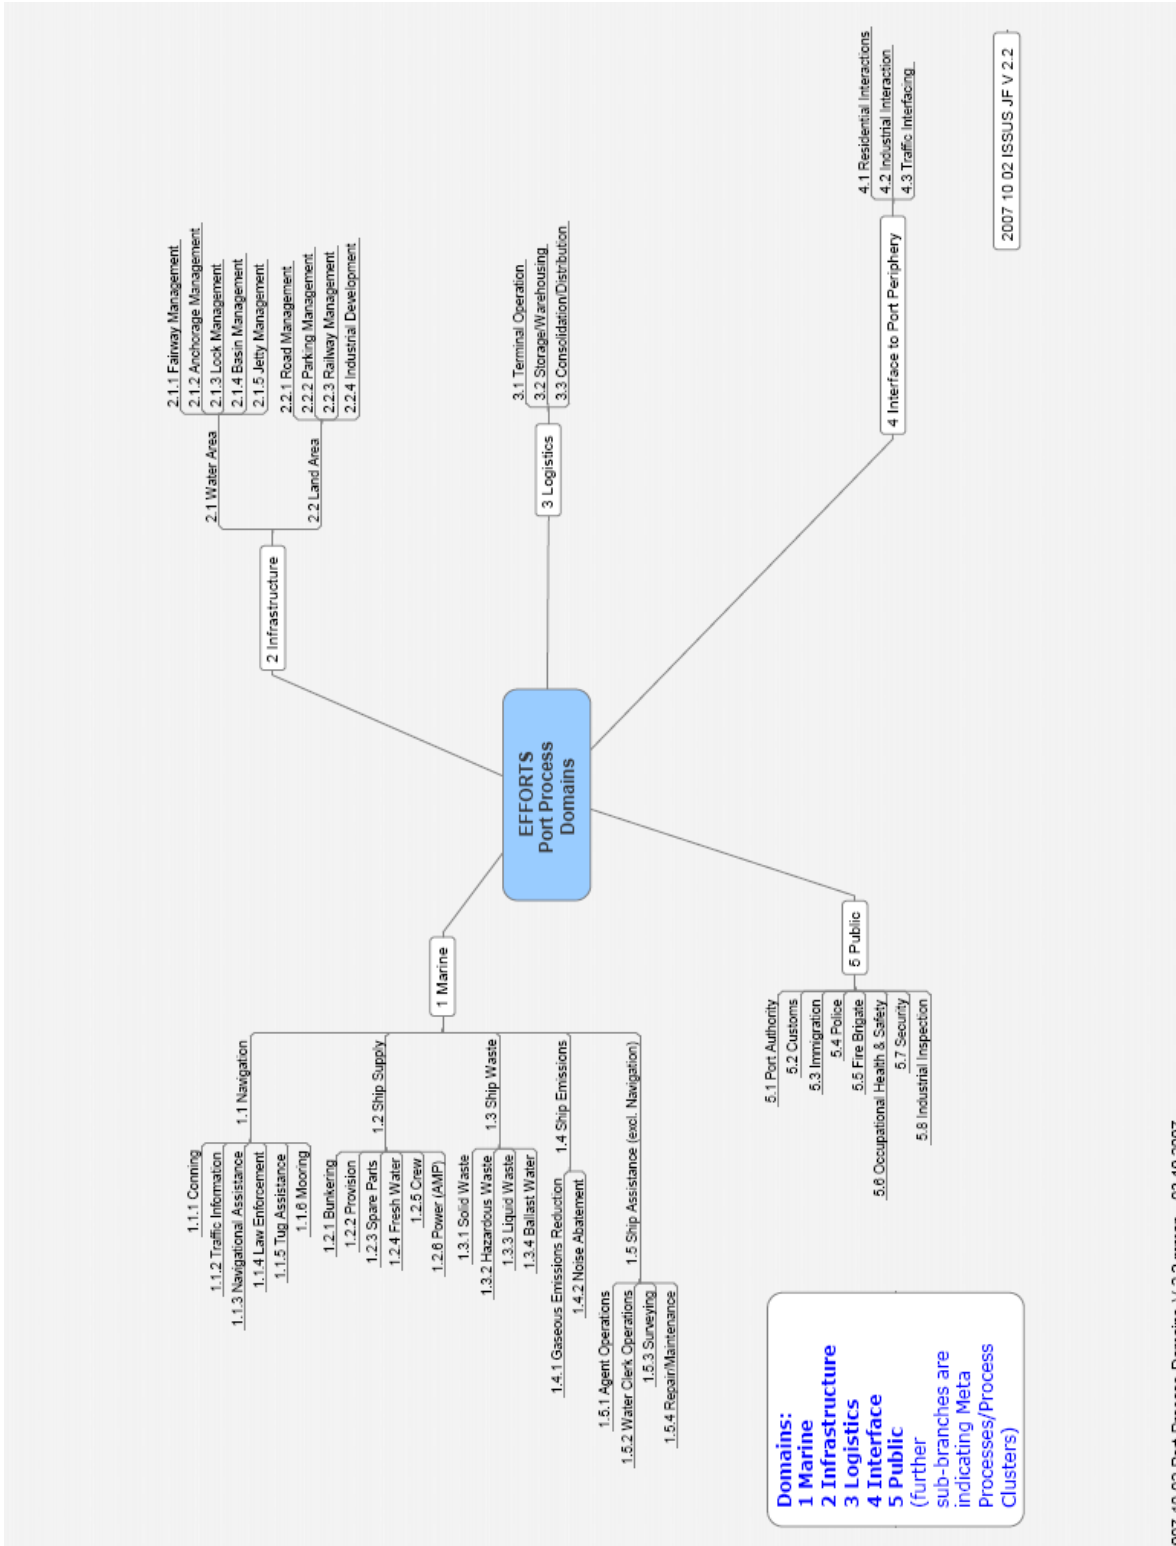 EFFORTS
Port Process
Domains
1 Marine
1.1 Navigation
1.1.1 Conning
1.1.2 Traffic Information
1.1.3 Navigational Assistance
1.1.4 Law Enforcement
1.1.5 Tug Assistance
1.1.6 Mooring
1.2 Ship Supply
1.2.1 Bunkering
1.2.2 Provision
1.2.3 Spare Parts
1.2.4 Fresh Water
1.2.5 Crew
1.2.6 Power (AMP)
1.3 Ship Waste
1.3.1 Solid Waste
1.3.2 Hazardous Waste
1.3.3 Liquid Waste
1.3.4 Ballast Water
1.4 Ship Emissions
1.4.1 Gaseous Emissions Reduction
1.4.2 Noise Abatement
1.5 Ship Assistance (excl. Navigation)
1.5.1 Agent Operations
1.5.2 Water Clerk Operations
1.5.3 Surveying
1.5.4 Repair/Maintenance
2 Infrastructure
2.1 Water Area
2.1.1 Fairway Management
2.1.2 Anchorage Management
2.1.3 Lock Management
2.1.4 Basin Management
2.1.5 Jetty Management
2.2 Land Area
2.2.1 Road Management
2.2.2 Parking Management
2.2.3 Railway Management
2.2.4 Industrial Development
3 Logistics
3.1 Terminal Operation
3.2 Storage/Warehousing
3.3 Consolidation/Distribution
4 Interface to Port Periphery
4.1 Residential Interactions
4.2 Industrial Interaction
4.3 Traffic Interfacing
5 Public
5.1 Port Authority
5.2 Customs
5.3 Immigration
5.4 Police
5.5 Fire Brigate
5.6 Occupational Health & Safety
5.7 Security
5.8 Industrial Inspection
Domains:
1 Marine
2 Infrastructure
3 Logistics
4 Interface
5 Public
(further
sub-branches are
indicating Meta
Processes/Process
Clusters)
2007 10 02 ISSUS JF V 2.2